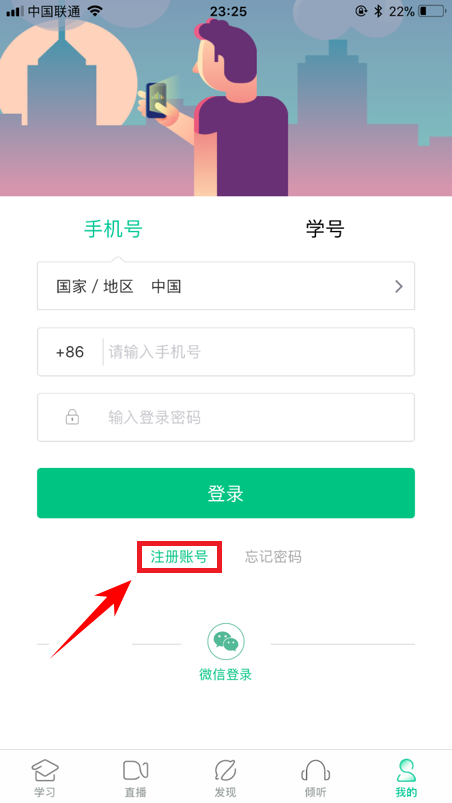 中国联通 23:25 22%
手机号 学号
国家 / 地区 中国
+86 请输入手机号
输入登录密码
登录
注册账号 忘记密码
微信登录
学习 直播 发现 倾听 我的